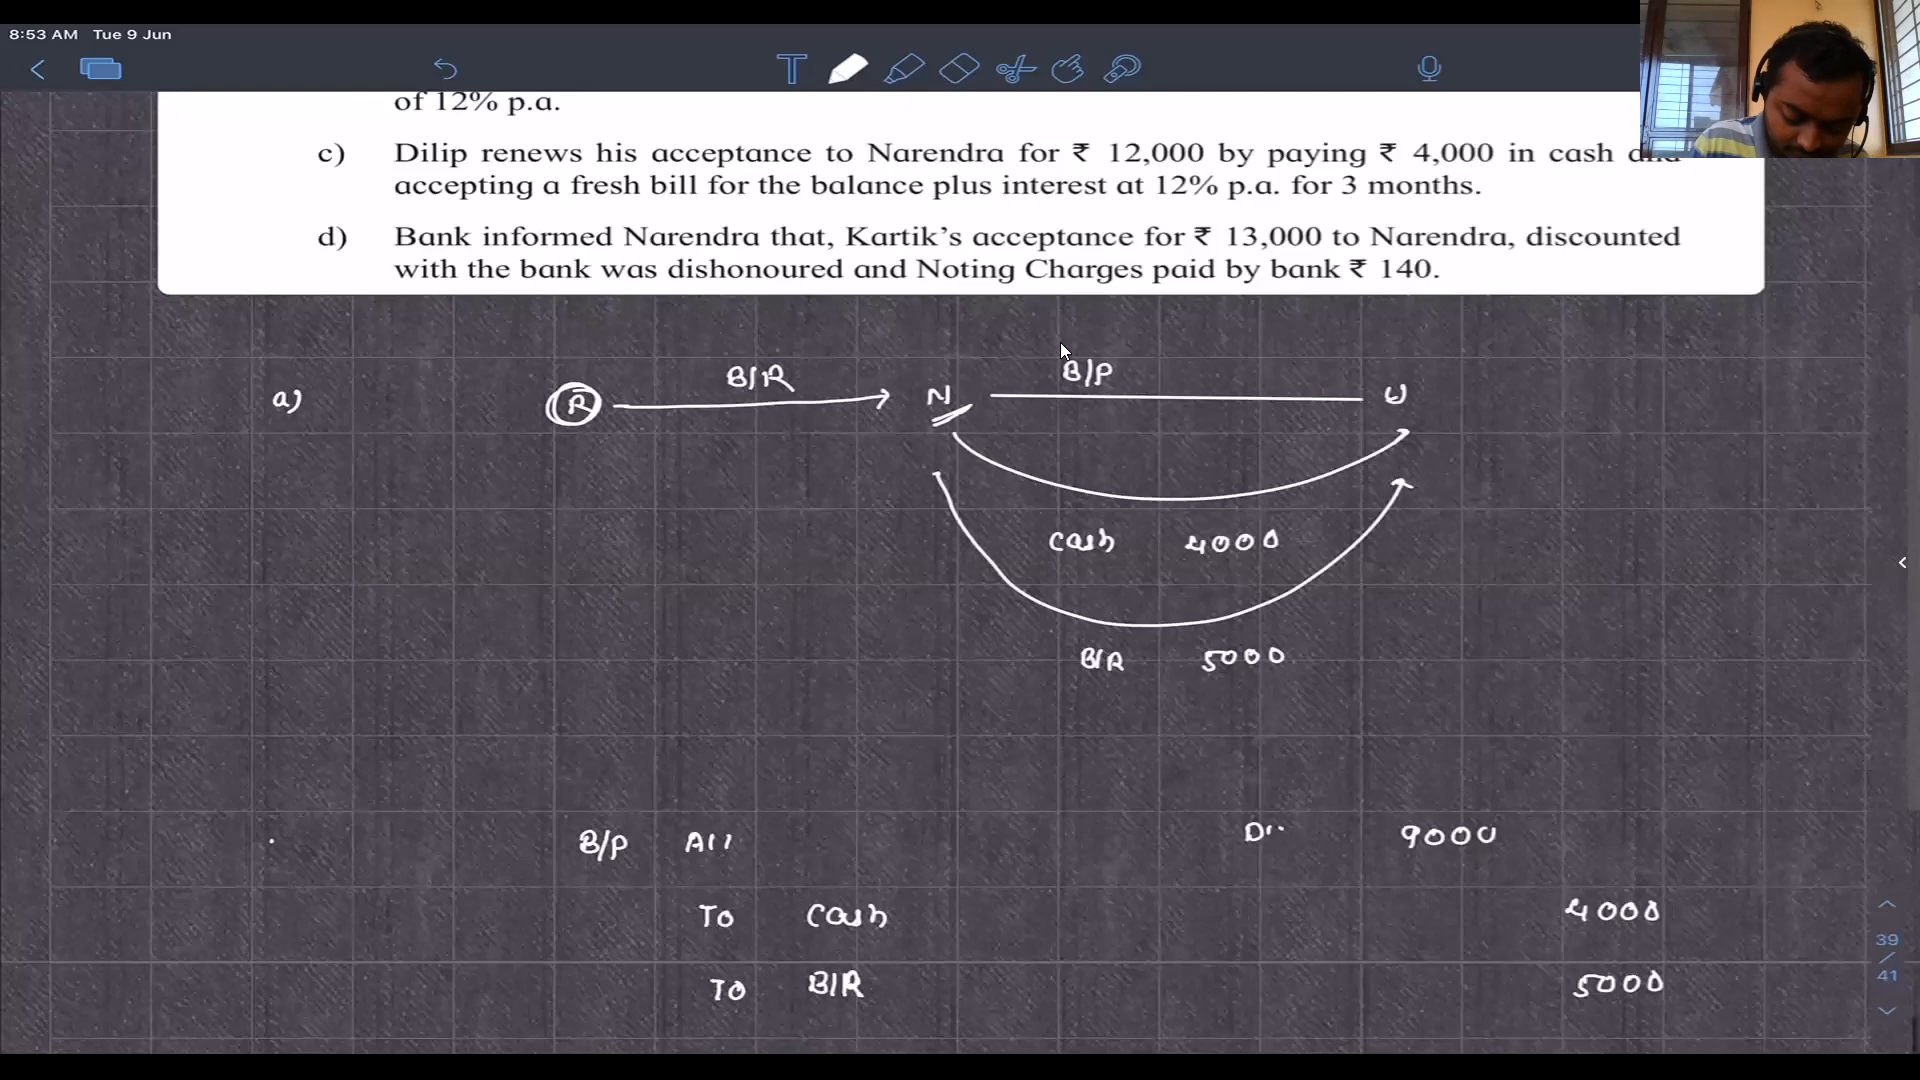 8:53 AM Tue 9 Jun
of 12% p.a.
c) Dilip renews his acceptance to Narendra for ₹ 12,000 by paying ₹ 4,000 in cash and
accepting a fresh bill for the balance plus interest at 12% p.a. for 3 months.
d) Bank informed Narendra that, Kartik's acceptance for ₹ 13,000 to Narendra, discounted
with the bank was dishonoured and Noting Charges paid by bank ₹ 140.
a) R B/R N B/P U
Cash 4000
B/R 5000
B/P A/c Dr. 9000
To Cash 4000
To B/R 5000
39
/
41